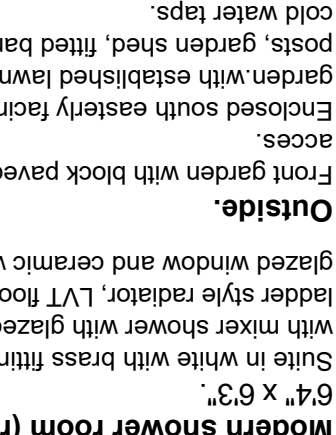 Modern shower room (r
6'4" x 6'3".
Suite in white with brass fittin
with mixer shower with glaze
ladder style radiator, LVT floo
glazed window and ceramic w
Outside.
Front garden with block pave
acces.
Enclosed south easterly facin
garden.with established lawn
posts, garden shed, fitted ba
cold water taps.